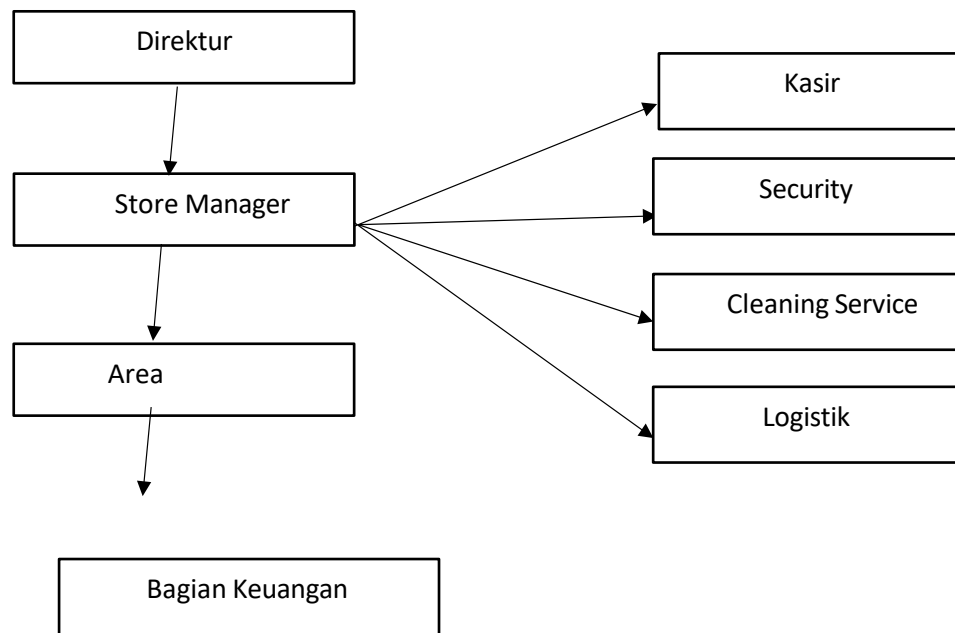 Direktur
Kasir
Security
Store Manager
Cleaning Service
Area
Logistik
Bagian Keuangan